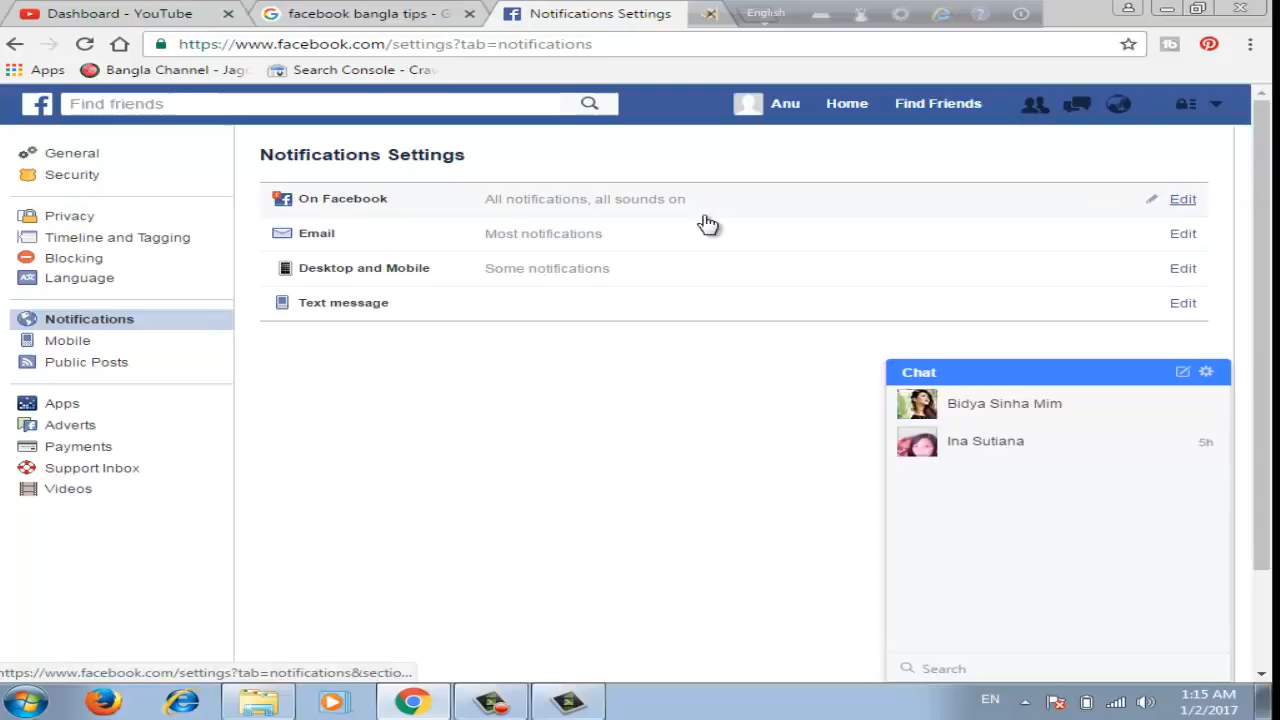 Dashboard - YouTube
facebook bangla tips - G
Notifications Settings
English
https://www.facebook.com/settings?tab=notifications
Apps
Bangla Channel - Jag
Search Console - Cra
Find friends
Anu
Home
Find Friends
General
Security
Privacy
Timeline and Tagging
Blocking
Language
Notifications
Mobile
Public Posts
Apps
Adverts
Payments
Support Inbox
Videos
Notifications Settings
On Facebook All notifications, all sounds on Edit
Email Most notifications Edit
Desktop and Mobile Some notifications Edit
Text message Edit
Chat
Bidya Sinha Mim
Ina Sutiana 5h
Search
https://www.facebook.com/settings?tab=notifications&sectio...
EN
1:15 AM
1/2/2017